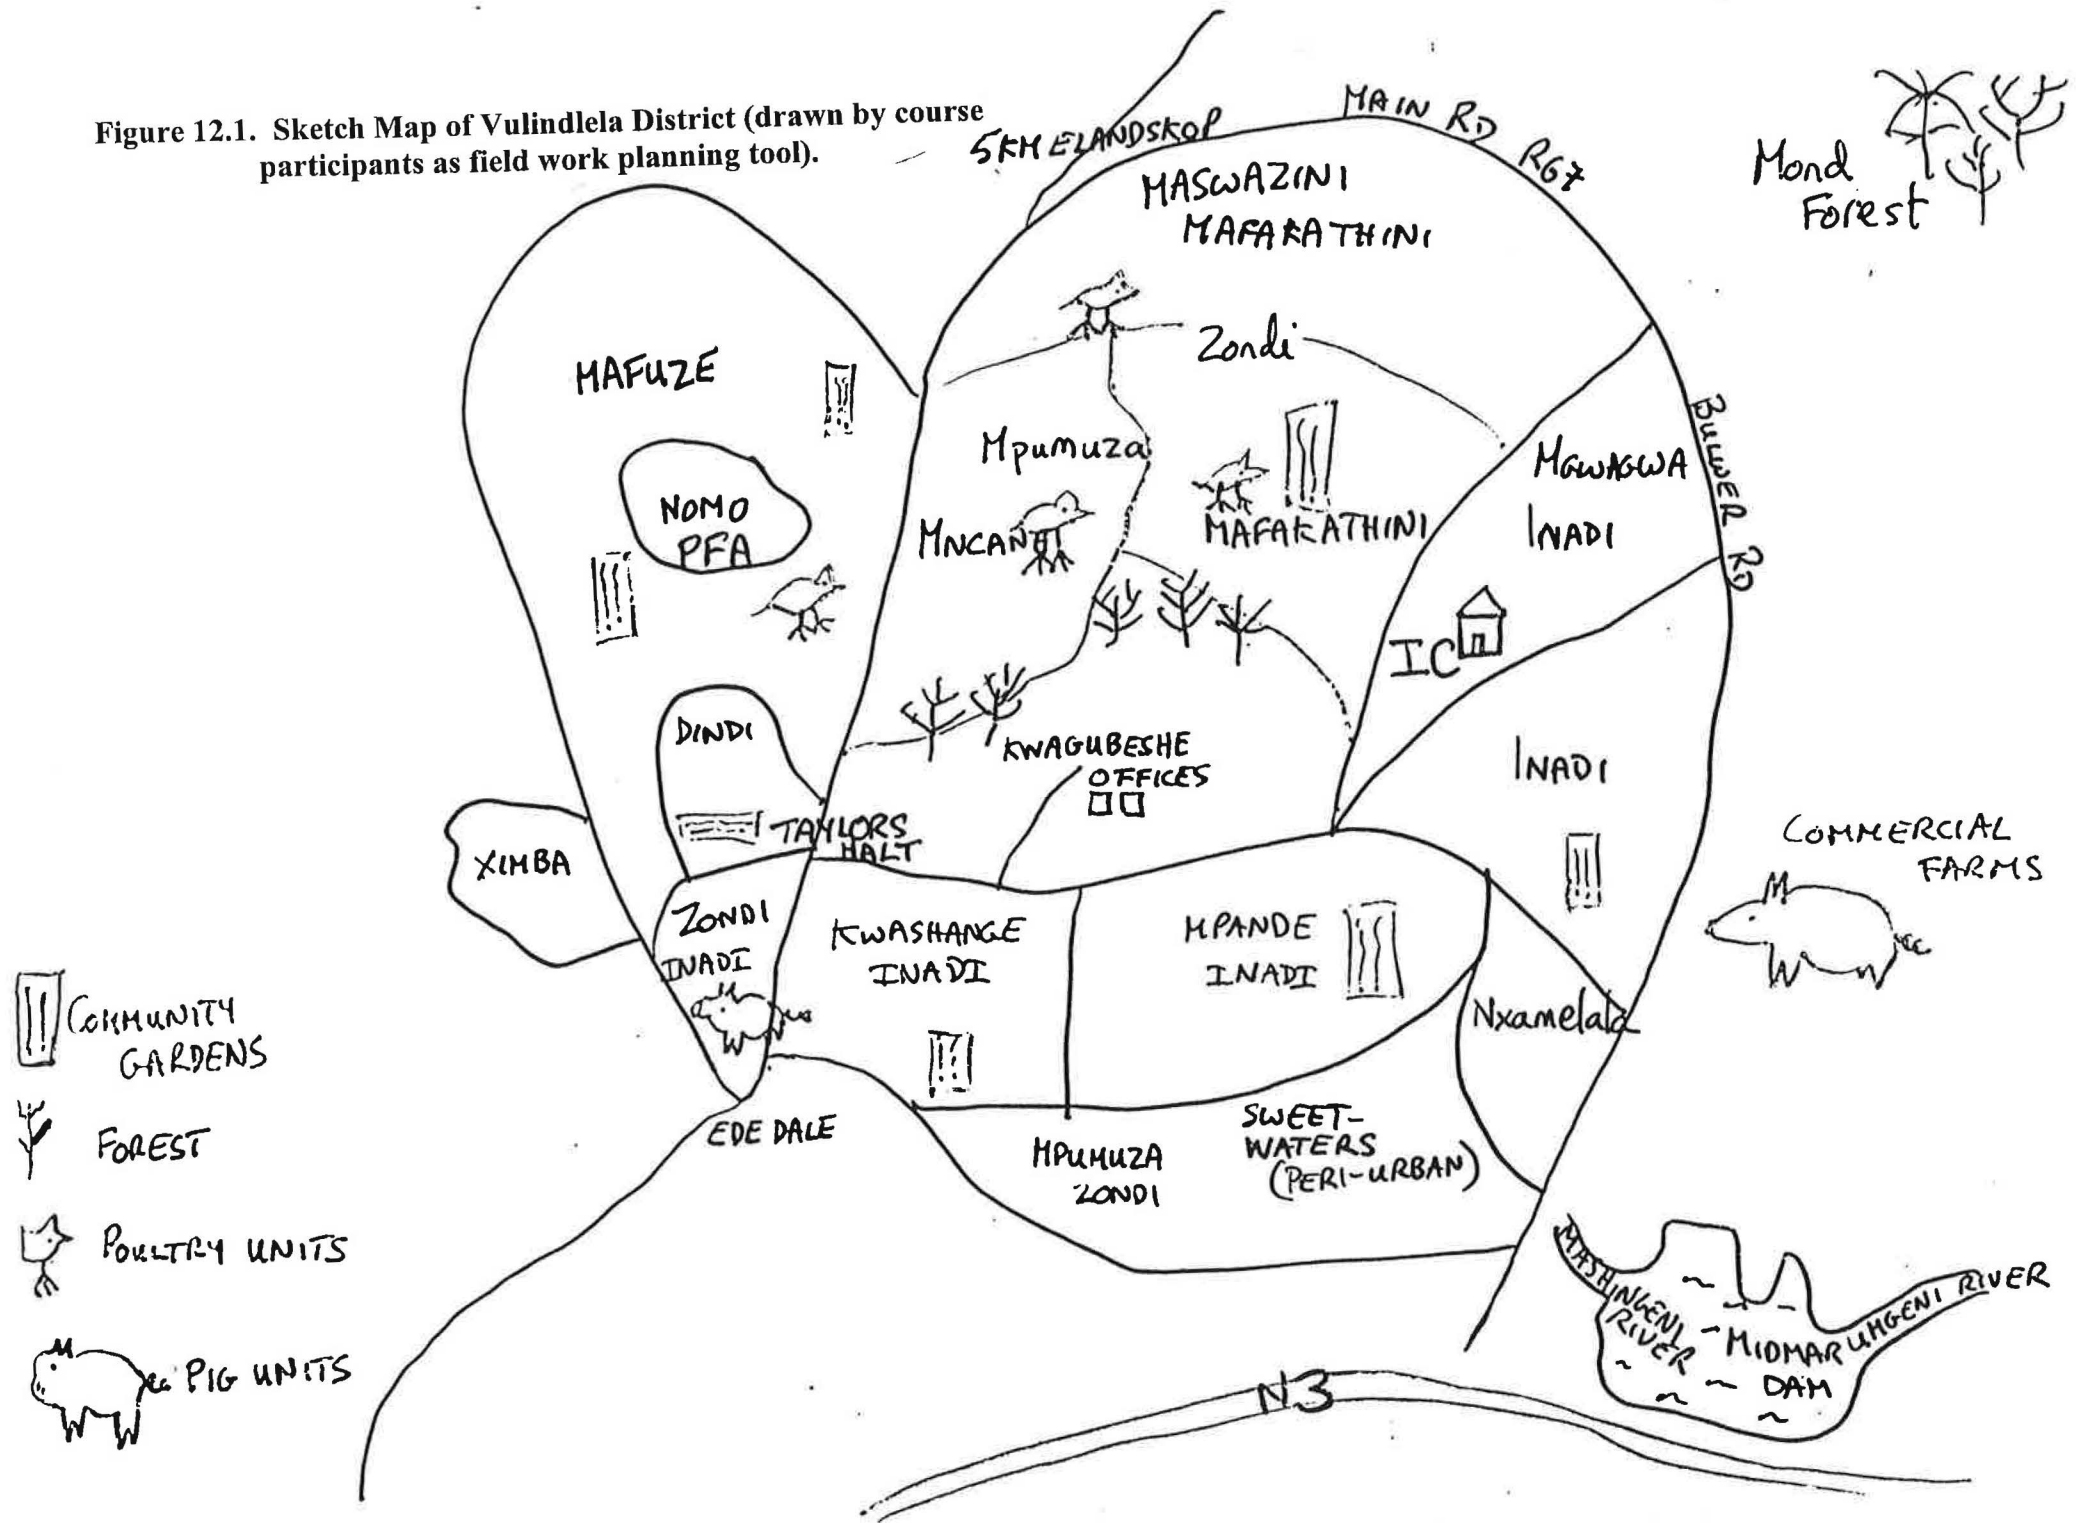 Figure 12.1. Sketch Map of Vulindlela District (drawn by course
participants as field work planning tool).
5KM ELANDSKOP
MAIN RD R67
Mond
Forest
MASWAZINI
MAFAKATHINI
Zondi
MAFUZE
BULWER RD
Mpumuza
MGWAGWA
INADI
NOMO
PFA
MNCANE
MAFAKATHINI
IC
DINDI
KWAGUBESHE
OFFICES
INADI
TAYLORS
HALT
COMMERCIAL
FARMS
XIMBA
ZONDI
INADI
KWASHANGE
INADI
MPANDE
INADI
Nxamelala
COMMUNITY
GARDENS
EDEDALE
SWEET-
WATERS
(PERI-URBAN)
MPUMUZA
ZONDI
FOREST
POULTRY UNITS
PIG UNITS
MASHINGENI
RIVER
MIDMAR
DAM
UMGENI RIVER
N3